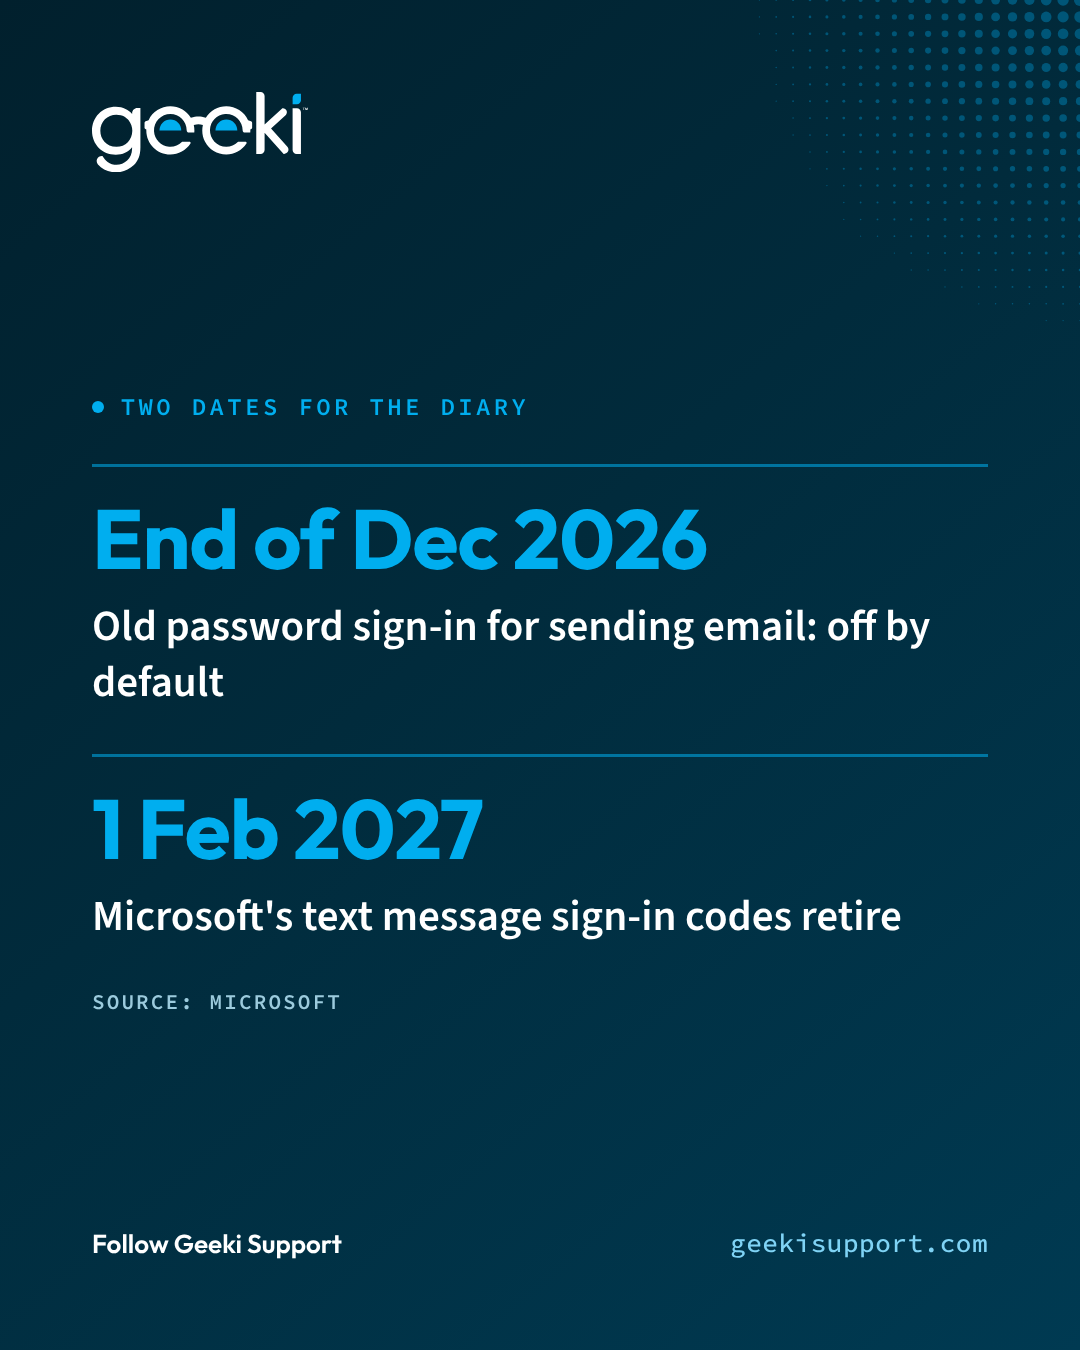 geeki™
TWO DATES FOR THE DIARY
End of Dec 2026
Old password sign-in for sending email: off by
default
1 Feb 2027
Microsoft's text message sign-in codes retire
SOURCE: MICROSOFT
Follow Geeki Support
geekisupport.com